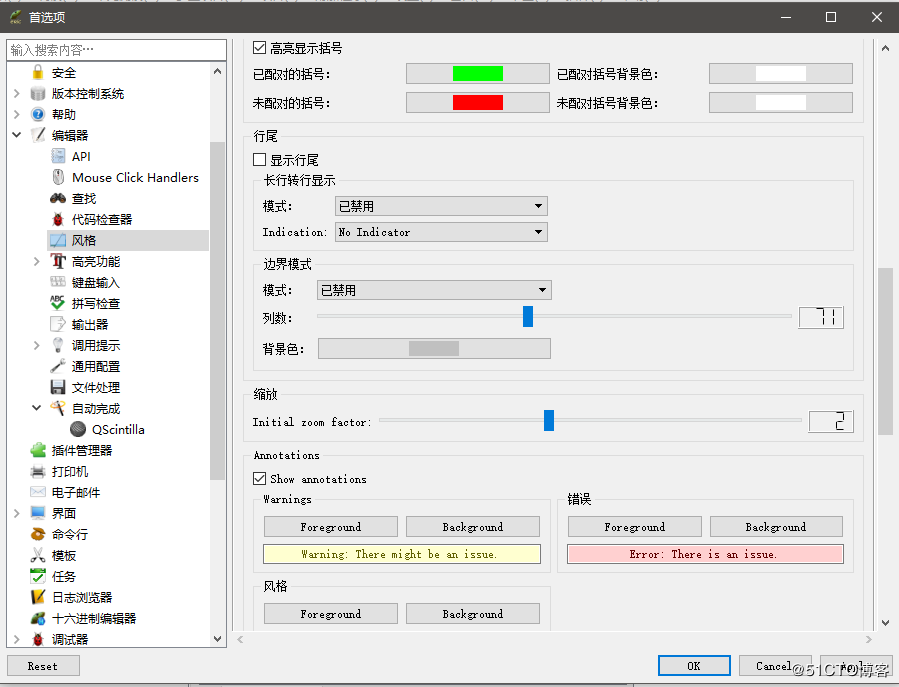 首选项
输入搜索内容…
安全
版本控制系统
帮助
编辑器
API
Mouse Click Handlers
查找
代码检查器
风格
高亮功能
键盘输入
拼写检查
输出器
调用提示
通用配置
文件处理
自动完成
QScintilla
插件管理器
打印机
电子邮件
界面
命令行
模板
任务
日志浏览器
十六进制编辑器
调试器
高亮显示括号
已配对的括号： 已配对括号背景色：
未配对的括号： 未配对括号背景色：
行尾
显示行尾
长行转行显示
模式： 已禁用
Indication: No Indicator
边界模式
模式： 已禁用
列数： 71
背景色：
缩放
Initial zoom factor: 2
Annotations
Show annotations
Warnings 错误
Foreground Background Foreground Background
Warning: There might be an issue. Error: There is an issue.
风格
Foreground Background
Reset OK Cancel Apply
@51CTO博客